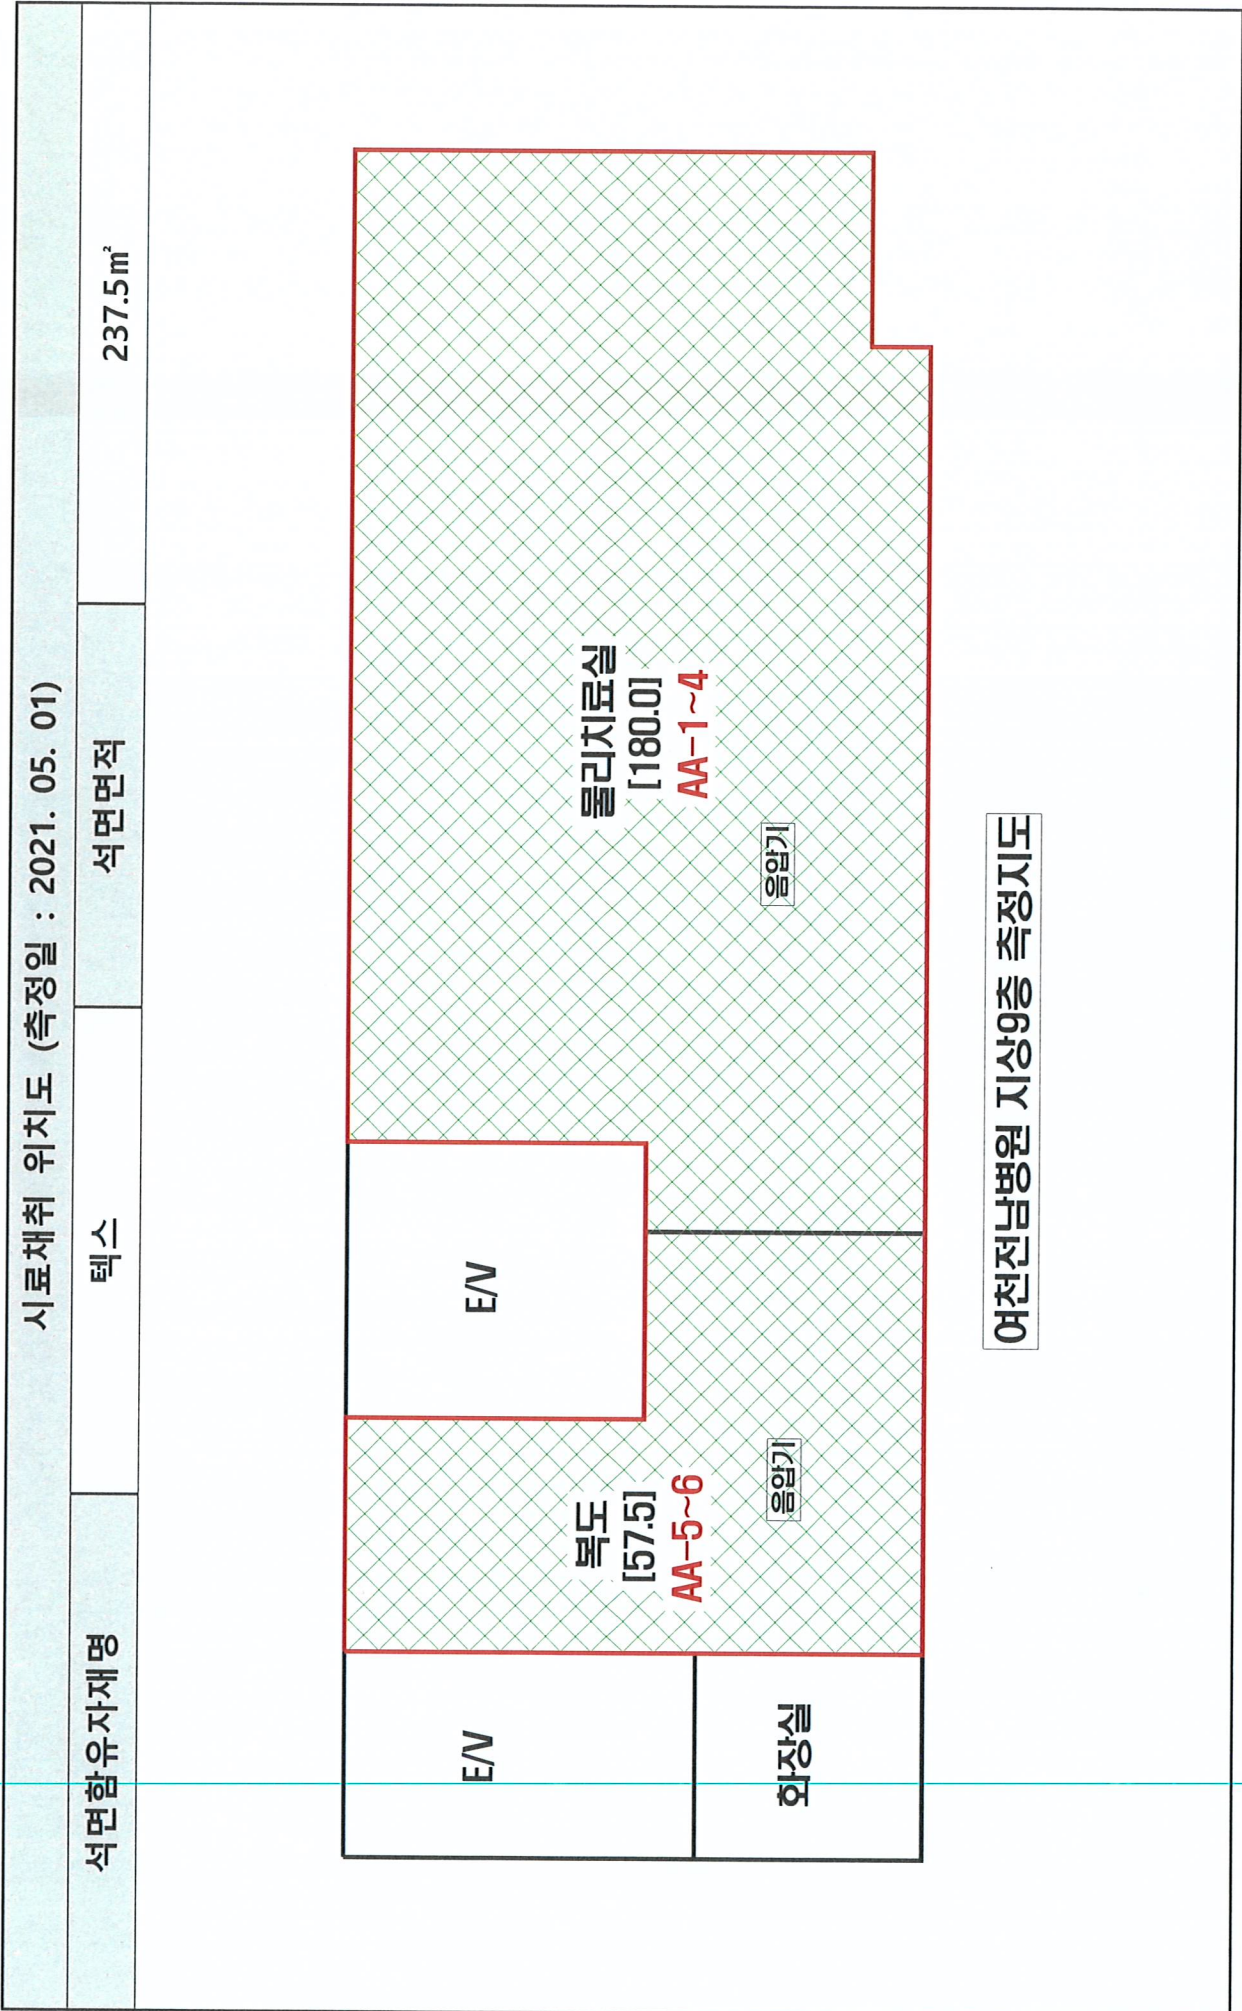 시료채취 위치도 (측정일 : 2021. 05. 01)
석면함유자재명
텍스
석면면적
237.5㎡
E/V
화장실
복도
[57.5]
AA-5~6
음압기
E/V
물리치료실
[180.0]
AA-1~4
음압기
여천전남병원 지상9층 측정지도